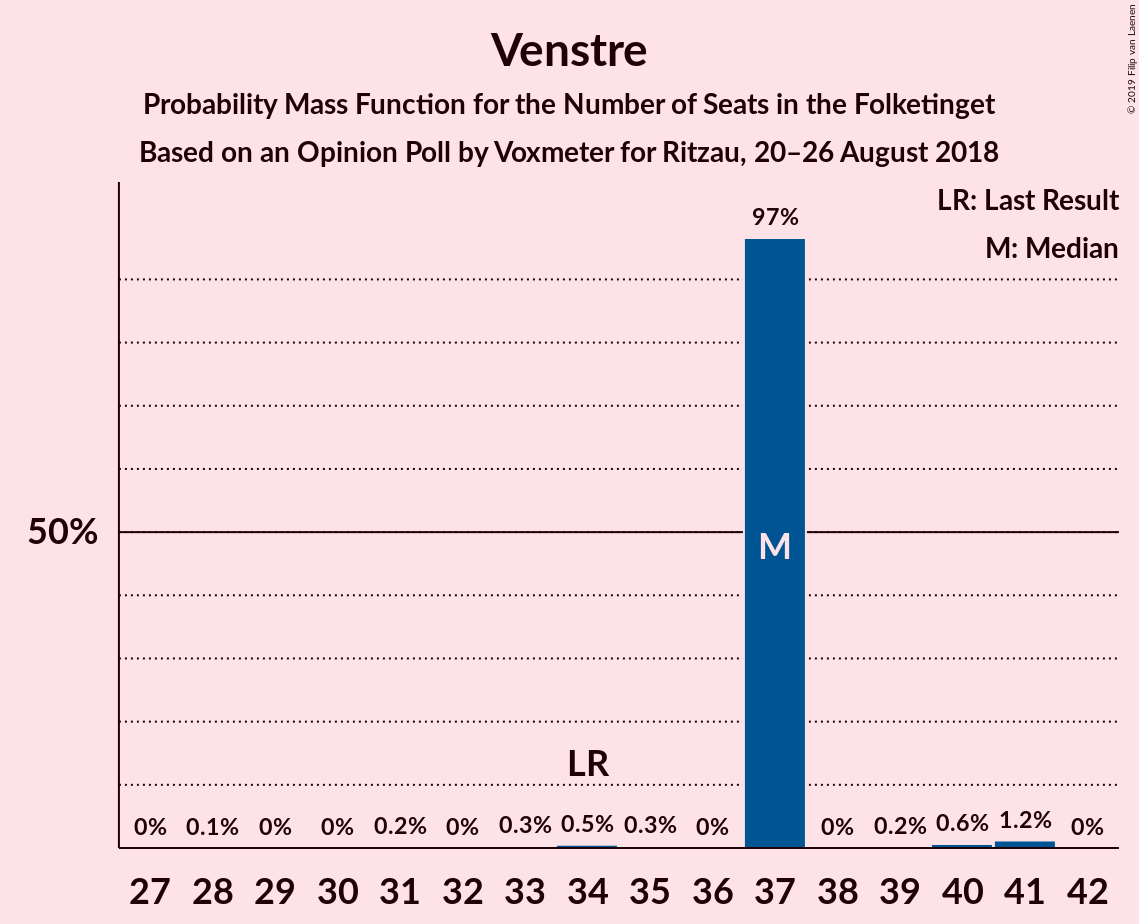 Venstre
Probability Mass Function for the Number of Seats in the Folketinget
Based on an Opinion Poll by Voxmeter for Ritzau, 20–26 August 2018
© 2019 Filip van Laenen
LR: Last Result
M: Median
97%
50%
M
LR
0% 0.1% 0% 0% 0.2% 0% 0.3% 0.5% 0.3% 0% 0% 0.2% 0.6% 1.2% 0%
27 28 29 30 31 32 33 34 35 36 37 38 39 40 41 42